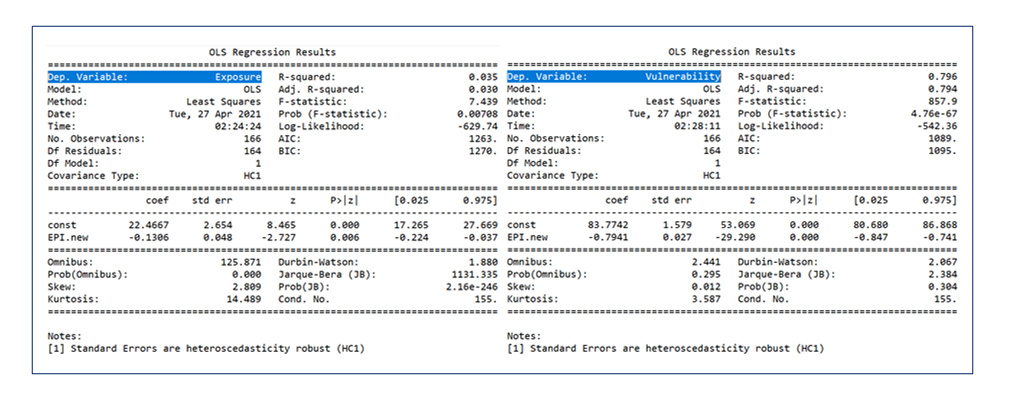 OLS Regression Results
==============================================================================
Dep. Variable: Exposure R-squared: 0.035
Model: OLS Adj. R-squared: 0.030
Method: Least Squares F-statistic: 7.439
Date: Tue, 27 Apr 2021 Prob (F-statistic): 0.00708
Time: 02:24:24 Log-Likelihood: -629.74
No. Observations: 166 AIC: 1263.
Df Residuals: 164 BIC: 1270.
Df Model: 1
Covariance Type: HC1
==============================================================================
coef std err z P>|z| [0.025 0.975]
------------------------------------------------------------------------------
const 22.4667 2.654 8.465 0.000 17.265 27.669
EPI.new -0.1306 0.048 -2.727 0.006 -0.224 -0.037
==============================================================================
Omnibus: 125.871 Durbin-Watson: 1.880
Prob(Omnibus): 0.000 Jarque-Bera (JB): 1131.335
Skew: 2.809 Prob(JB): 2.16e-246
Kurtosis: 14.489 Cond. No. 155.
==============================================================================
Notes:
[1] Standard Errors are heteroscedasticity robust (HC1)
OLS Regression Results
==============================================================================
Dep. Variable: Vulnerability R-squared: 0.796
Model: OLS Adj. R-squared: 0.794
Method: Least Squares F-statistic: 857.9
Date: Tue, 27 Apr 2021 Prob (F-statistic): 4.76e-67
Time: 02:28:11 Log-Likelihood: -542.36
No. Observations: 166 AIC: 1089.
Df Residuals: 164 BIC: 1095.
Df Model: 1
Covariance Type: HC1
==============================================================================
coef std err z P>|z| [0.025 0.975]
------------------------------------------------------------------------------
const 83.7742 1.579 53.069 0.000 80.680 86.868
EPI.new -0.7941 0.027 -29.290 0.000 -0.847 -0.741
==============================================================================
Omnibus: 2.441 Durbin-Watson: 2.067
Prob(Omnibus): 0.295 Jarque-Bera (JB): 2.384
Skew: 0.012 Prob(JB): 0.304
Kurtosis: 3.587 Cond. No. 155.
==============================================================================
Notes:
[1] Standard Errors are heteroscedasticity robust (HC1)